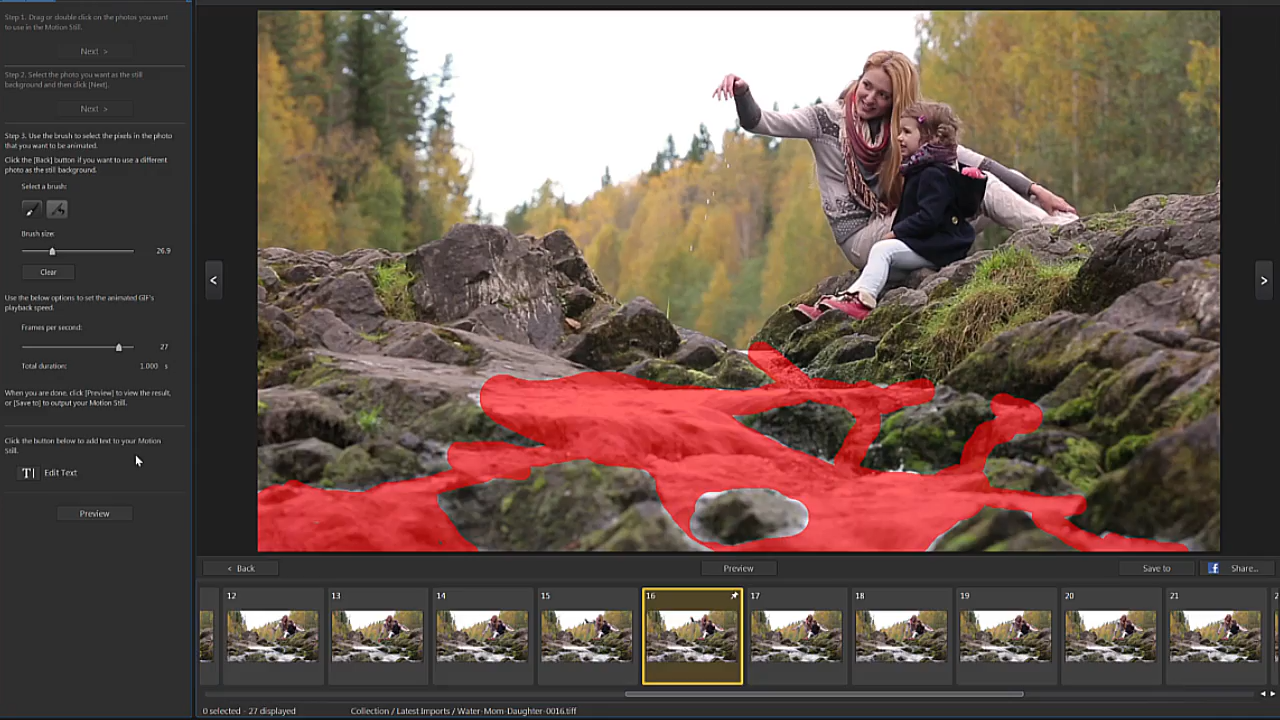 Step 1. Drag or double click on the photos you want
to use in the Motion Still.
Next >
Step 2. Select the photo you want as the still
background and then click [Next].
Next >
Step 3. Use the brush to select the pixels in the photo
that you want to be animated.
Click the [Back] button if you want to use a different
photo as the still background.
Select a brush:
Brush size:
26.9
Clear
Use the below options to set the animated GIF's
playback speed.
Frames per second:
27
Total duration: 1.000 s
When you are done, click [Preview] to view the result,
or [Save to] to output your Motion Still.
Click the button below to add text to your Motion
Still.
T| Edit Text
Preview
< >
< Back Preview Save to f Share...
12 13 14 15 16 17 18 19 20 21 2
0 selected - 27 displayed Collection / Latest Imports / Water-Mom-Daughter-0016.tiff